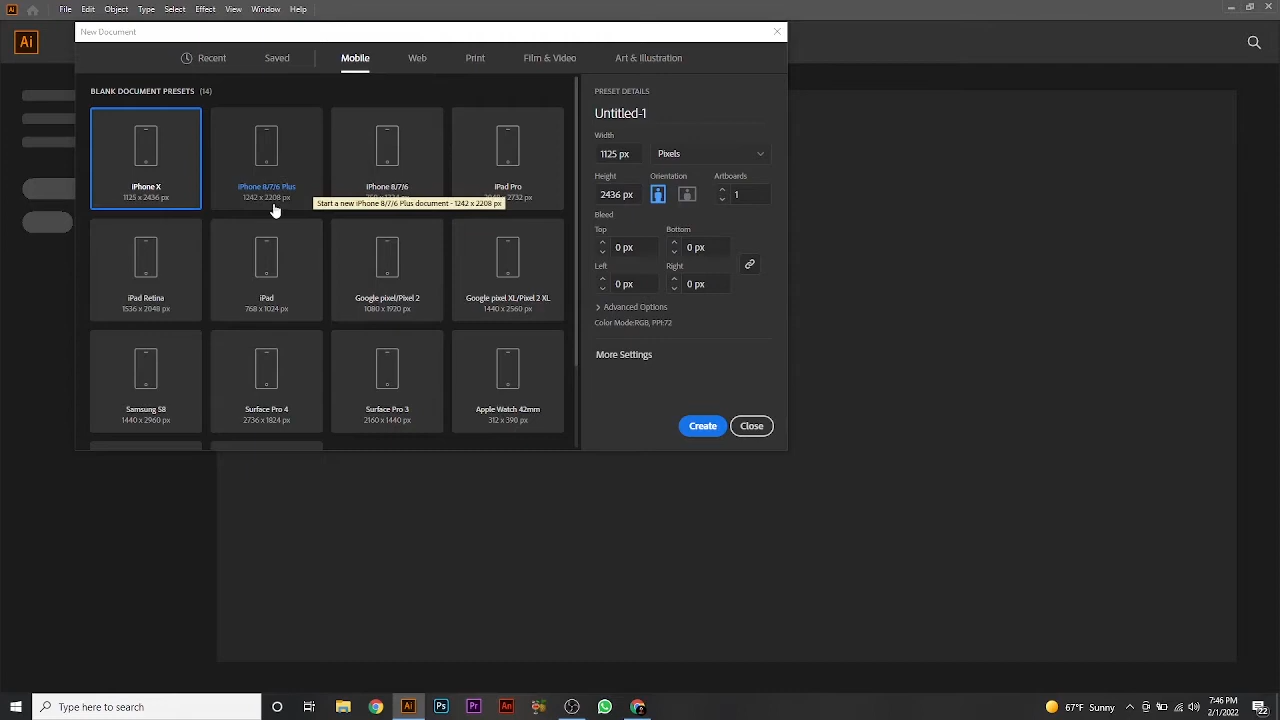 Ai File Edit Object Type Select Effect View Window Help
New Document
Ai
Recent Saved Mobile Web Print Film & Video Art & Illustration
BLANK DOCUMENT PRESETS (14)
iPhone X
1125 x 2436 px
iPhone 8/7/6 Plus
1242 x 2208 px
iPhone 8/7/6
iPad Pro
2732 px
Start a new iPhone 8/7/6 Plus document - 1242 x 2208 px
iPad Retina
1536 x 2048 px
iPad
768 x 1024 px
Google pixel/Pixel 2
1080 x 1920 px
Google pixel XL/Pixel 2 XL
1440 x 2560 px
Samsung S8
1440 x 2960 px
Surface Pro 4
2736 x 1824 px
Surface Pro 3
2160 x 1440 px
Apple Watch 42mm
312 x 390 px
PRESET DETAILS
Untitled-1
Width
1125 px Pixels
Height Orientation Artboards
2436 px 1
Bleed
Top Bottom
0 px 0 px
Left Right
0 px 0 px
Advanced Options
Color Mode:RGB, PPI:72
More Settings
Create Close
Type here to search
Ai Ps Pr An
67°F Sunny
7:46 PM
2/1/2022